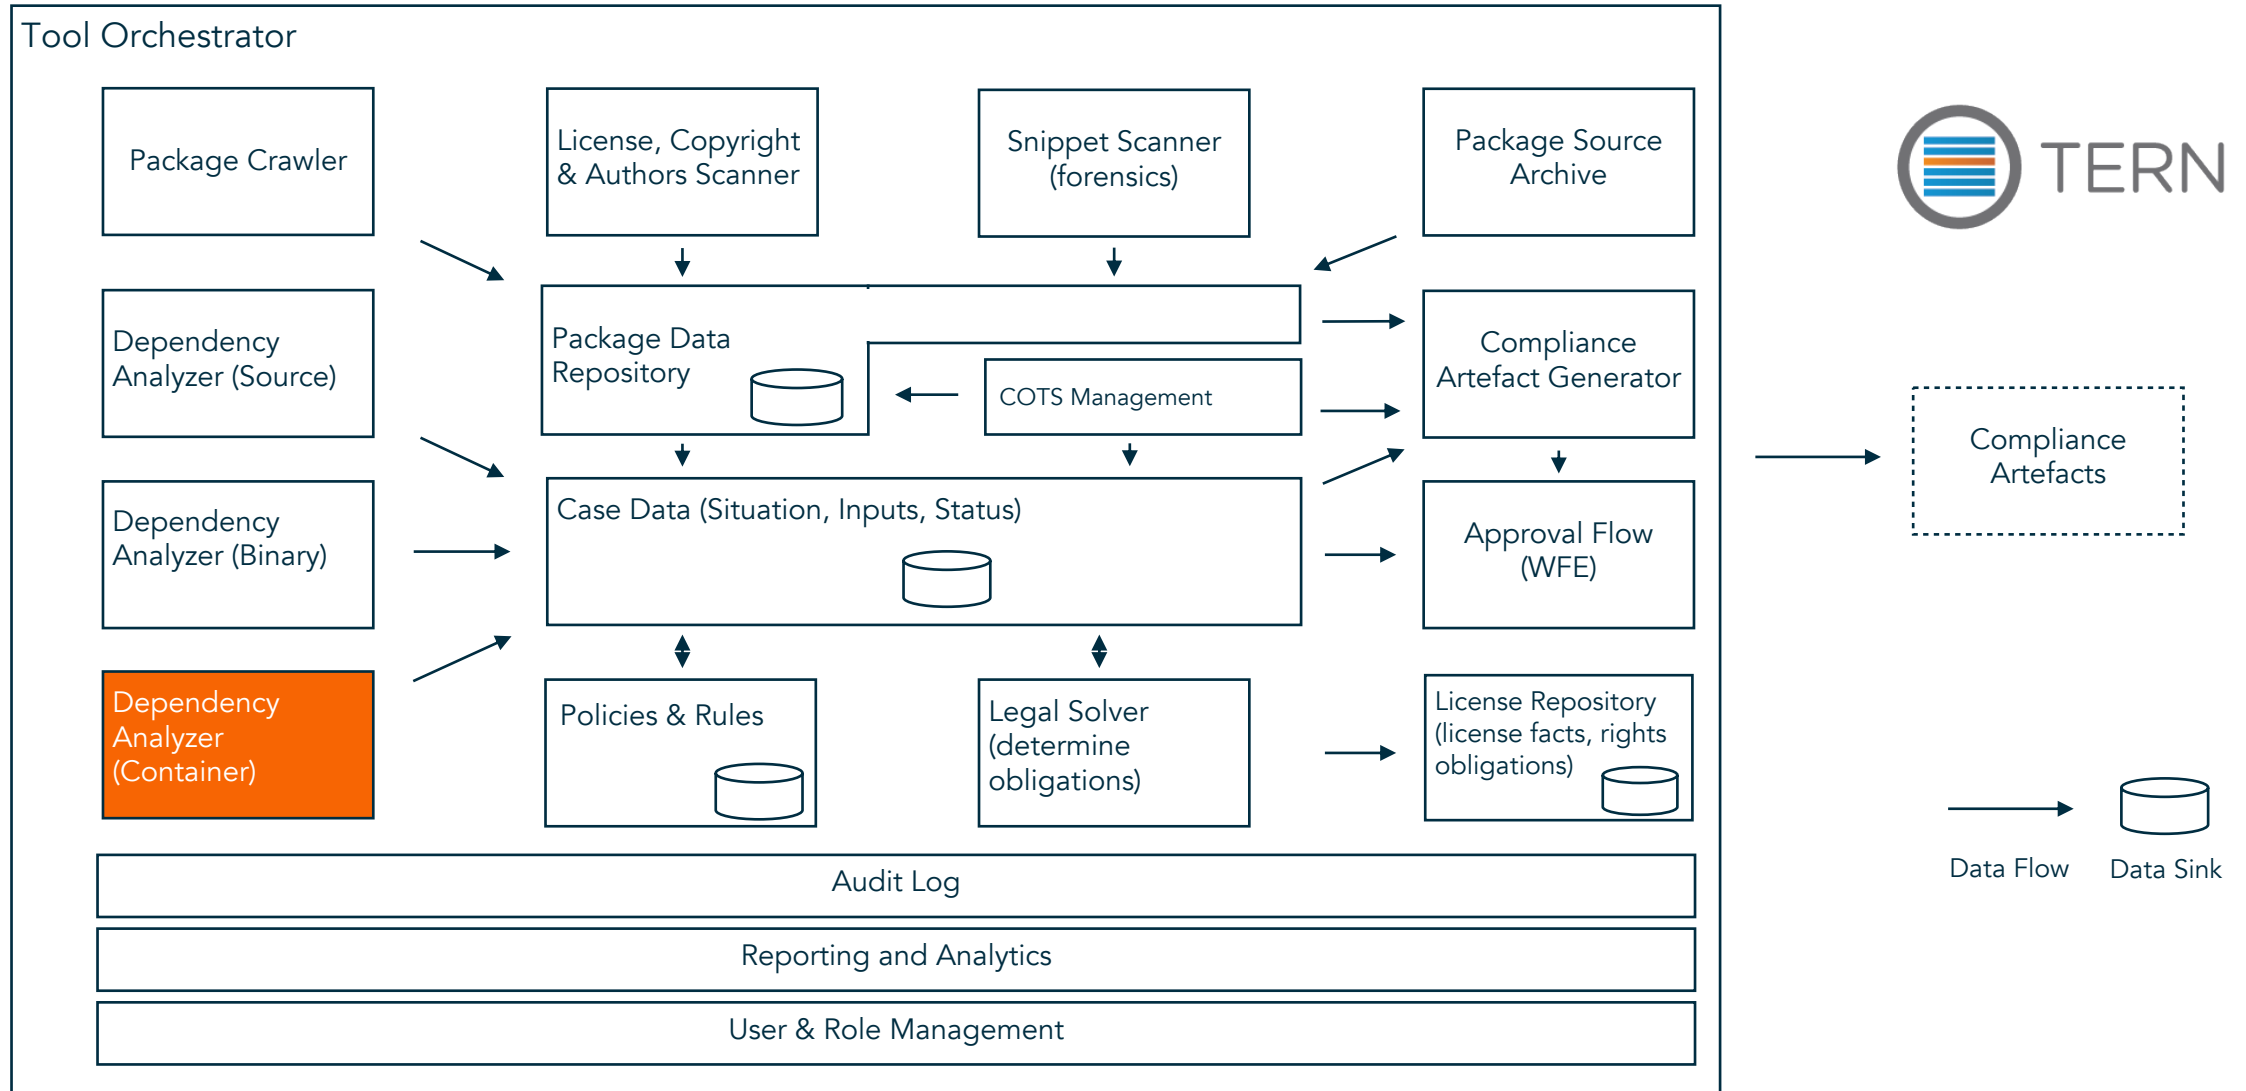 Tool Orchestrator
Package Crawler
License, Copyright
& Authors Scanner
Snippet Scanner
(forensics)
Package Source
Archive
TERN
Dependency
Analyzer (Source)
Package Data
Repository
COTS Management
Compliance
Artefact Generator
Compliance
Artefacts
Dependency
Analyzer (Binary)
Case Data (Situation, Inputs, Status)
Approval Flow
(WFE)
Dependency
Analyzer
(Container)
Policies & Rules
Legal Solver
(determine
obligations)
License Repository
(license facts, rights
obligations)
Data Flow
Data Sink
Audit Log
Reporting and Analytics
User & Role Management